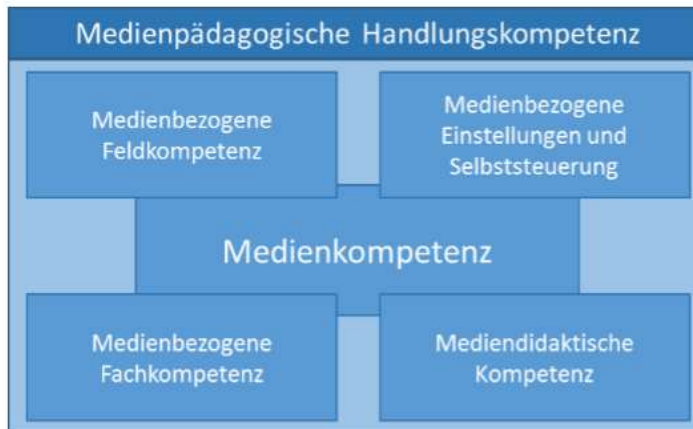 Medienpädagogische Handlungskompetenz
Medienbezogene
Feldkompetenz
Medienbezogene
Einstellungen und
Selbststeuerung
Medienkompetenz
Medienbezogene
Fachkompetenz
Mediendidaktische
Kompetenz